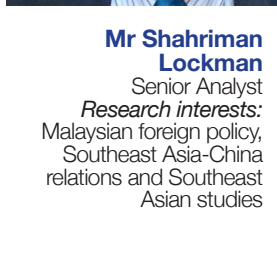 Mr Shahriman
Lockman
Senior Analyst
Research interests:
Malaysian foreign policy,
Southeast Asia-China
relations and Southeast
Asian studies